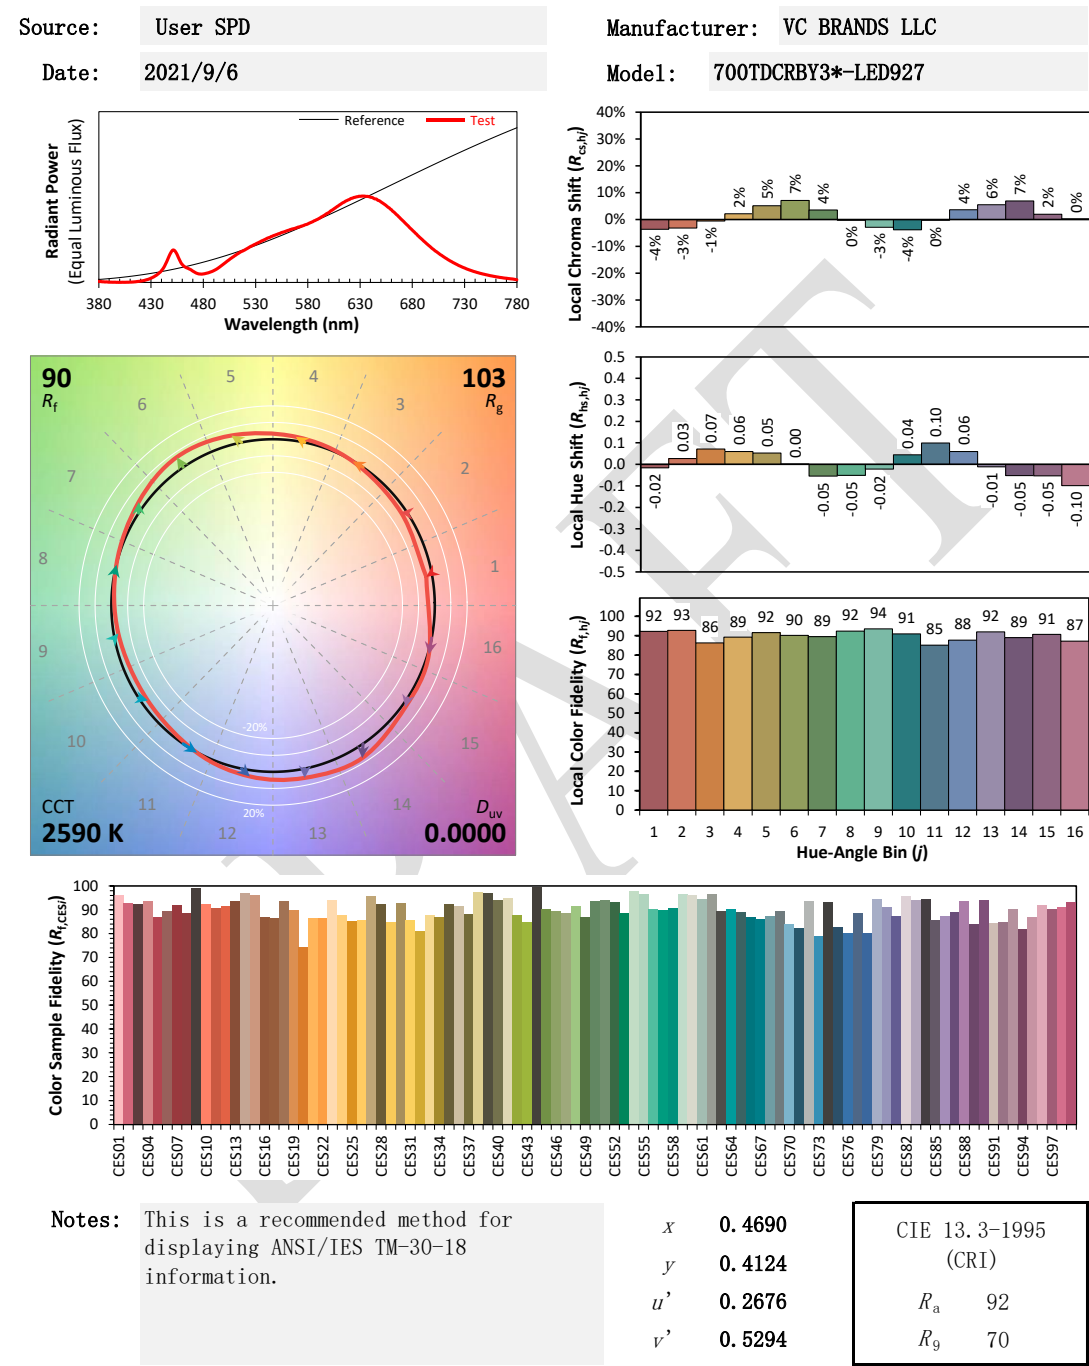 Source: User SPD
Manufacturer: VC BRANDS LLC
Date: 2021/9/6
Model: 700TDCRBY3*-LED927
Radiant Power
(Equal Luminous Flux)
Reference Test
380 430 480 530 580 630 680 730 780
Wavelength (nm)
Local Chroma Shift (Rcs,hj)
40%
30%
20%
10%
0%
-10%
-20%
-30%
-40%
-4% -3% -1% 2% 5% 7% 4% 0% -3% -4% 0% 4% 6% 7% 2% 0%
90
Rf
103
Rg
1 2 3 4 5 6 7 8 9 10 11 12 13 14 15 16
-20%
20%
CCT
2590 K
Duv
0.0000
Local Hue Shift (Rhs,hj)
0.5
0.4
0.3
0.2
0.1
0.0
-0.1
-0.2
-0.3
-0.4
-0.5
-0.02 0.03 0.07 0.06 0.05 0.00 -0.05 -0.05 -0.02 0.04 0.10 0.06 -0.01 -0.05 -0.05 -0.10
Local Color Fidelity (Rf,hj)
100
90
80
70
60
50
40
30
20
10
0
92 93 86 89 92 90 89 92 94 91 85 88 92 89 91 87
1 2 3 4 5 6 7 8 9 10 11 12 13 14 15 16
Hue-Angle Bin (j)
Color Sample Fidelity (Rf,CESi)
100
90
80
70
60
50
40
30
20
10
0
CES01 CES04 CES07 CES10 CES13 CES16 CES19 CES22 CES25 CES28 CES31 CES34 CES37 CES40 CES43 CES46 CES49 CES52 CES55 CES58 CES61 CES64 CES67 CES70 CES73 CES76 CES79 CES82 CES85 CES88 CES91 CES94 CES97
DRAFT
Notes: This is a recommended method for
displaying ANSI/IES TM-30-18
information.
x 0.4690
y 0.4124
u' 0.2676
v' 0.5294
CIE 13.3-1995
(CRI)
Ra 92
R9 70